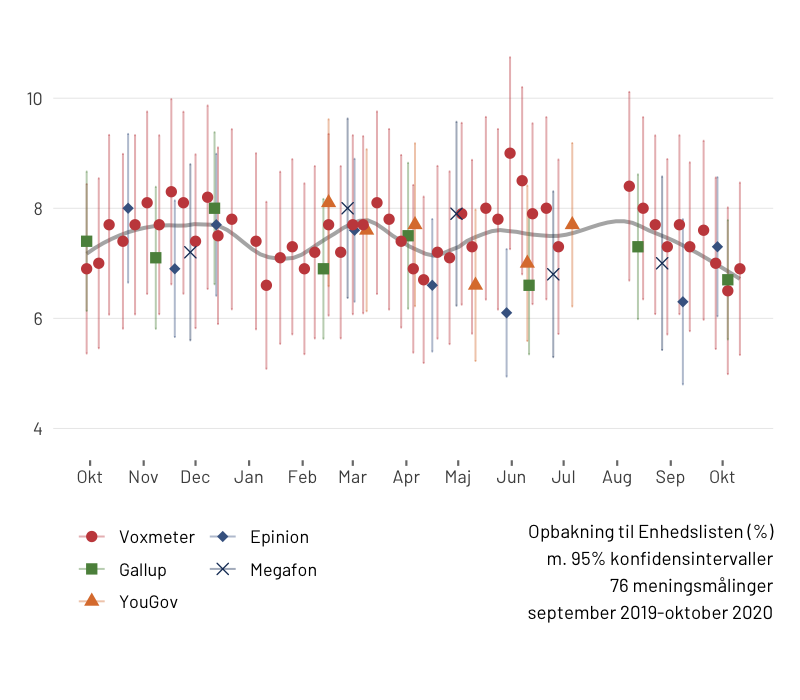 10
8
6
4
Okt Nov Dec Jan Feb Mar Apr Maj Jun Jul Aug Sep Okt
Voxmeter Epinion
Gallup Megafon
YouGov
Opbakning til Enhedslisten (%)
m. 95% konfidensintervaller
76 meningsmålinger
september 2019-oktober 2020